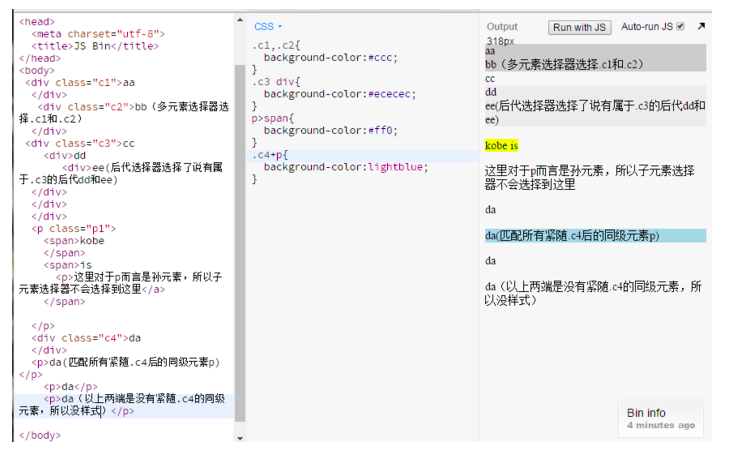 <head>
<meta charset="utf-8">
<title>JS Bin</title>
</head>
<body>
<div class="c1">aa
</div>
<div class="c2">bb（多元素选择器选
择.c1和.c2）
</div>
<div class="c3">cc
<div>dd
<div>ee(后代选择器选择了说有属
于.c3的后代dd和ee)
</div>
</div>
</div>
<p class="p1">
<span>kobe
</span>
<span>is
<p>这里对于p而言是孙元素，所以子
元素选择器不会选择到这里</a>
</span>
</p>
<div class="c4">da
</div>
<p>da(匹配所有紧随.c4后的同级元素p)
</p>
<p>da</p>
<p>da（以上两端是没有紧随.c4的同级
元素，所以没样式）</p>
</body>
CSS
.c1,.c2{
background-color:#ccc;
}
.c3 div{
background-color:#ececec;
}
p>span{
background-color:#ff0;
}
.c4+p{
background-color:lightblue;
}
Output Run with JS Auto-run JS
318px
aa
bb（多元素选择器选择.c1和.c2）
cc
dd
ee(后代选择器选择了说有属于.c3的后代dd和
ee)
kobe is
这里对于p而言是孙元素，所以子元素选择
器不会选择到这里
da
da(匹配所有紧随.c4后的同级元素p)
da
da（以上两端是没有紧随.c4的同级元素，所
以没样式）
Bin info
4 minutes ago